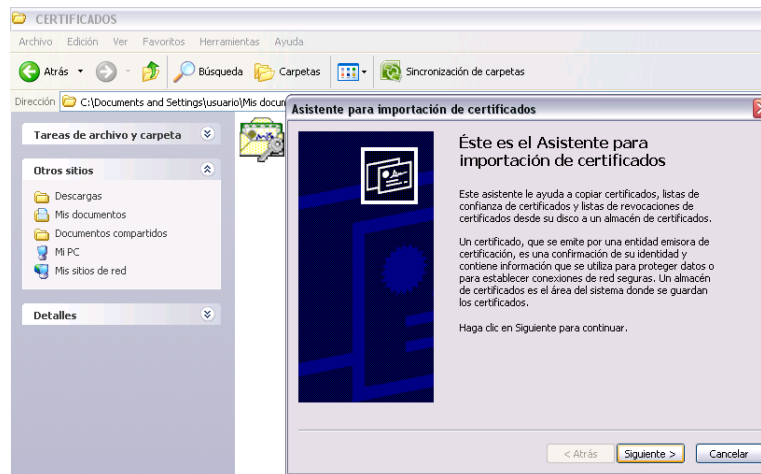 CERTIFICADOS
Archivo Edición Ver Favoritos Herramientas Ayuda
Atrás Búsqueda Carpetas Sincronización de carpetas
Dirección C:\Documents and Settings\usuario\Mis docun
Asistente para importación de certificados
Tareas de archivo y carpeta
Otros sitios
Descargas
Mis documentos
Documentos compartidos
Mi PC
Mis sitios de red
Detalles
Éste es el Asistente para
importación de certificados
Este asistente le ayuda a copiar certificados, listas de
confianza de certificados y listas de revocaciones de
certificados desde su disco a un almacén de certificados.
Un certificado, que se emite por una entidad emisora de
certificación, es una confirmación de su identidad y
contiene información que se utiliza para proteger datos o
para establecer conexiones de red seguras. Un almacén
de certificados es el área del sistema donde se guardan
los certificados.
Haga clic en Siguiente para continuar.
< Atrás Siguiente > Cancelar